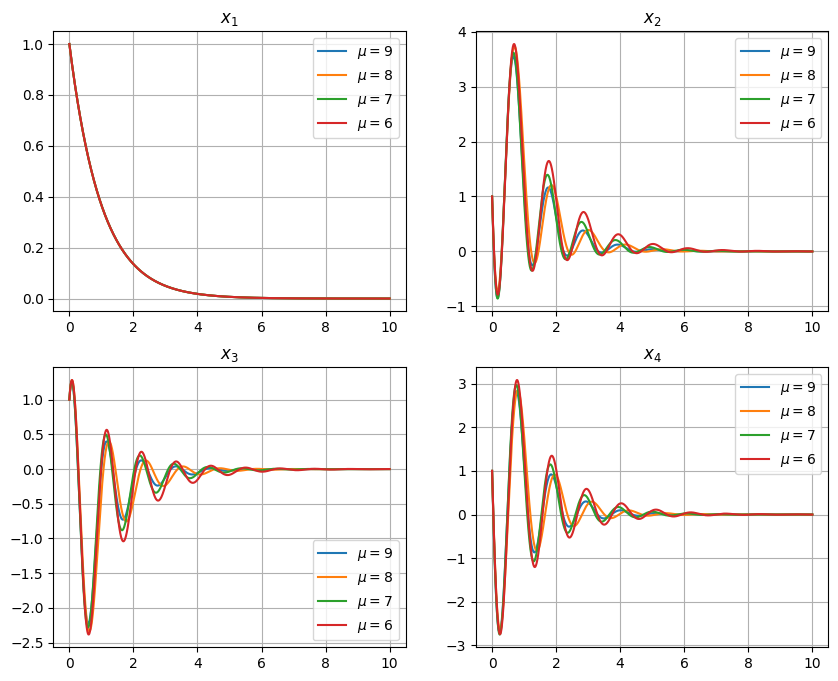 x₁
1.0
0.8
0.6
0.4
0.2
0.0
0 2 4 6 8 10
μ = 9
μ = 8
μ = 7
μ = 6
x₂
4
3
2
1
0
−1
0 2 4 6 8 10
μ = 9
μ = 8
μ = 7
μ = 6
x₃
1.0
0.5
0.0
−0.5
−1.0
−1.5
−2.0
−2.5
0 2 4 6 8 10
μ = 9
μ = 8
μ = 7
μ = 6
x₄
3
2
1
0
−1
−2
−3
0 2 4 6 8 10
μ = 9
μ = 8
μ = 7
μ = 6